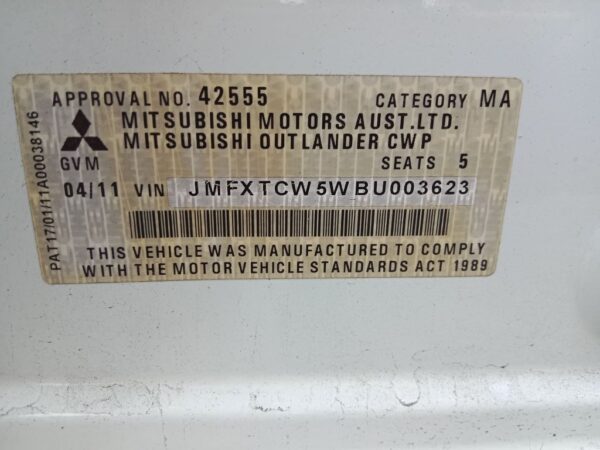 APPROVAL NO. 42555 CATEGORY MA
MITSUBISHI MOTORS AUST.LTD.
MITSUBISHI OUTLANDER CWP
GVM SEATS 5
04/11 VIN JMFXTCW5WBU003623
THIS VEHICLE WAS MANUFACTURED TO COMPLY
WITH THE MOTOR VEHICLE STANDARDS ACT 1989
PAT17/01/11A00038146